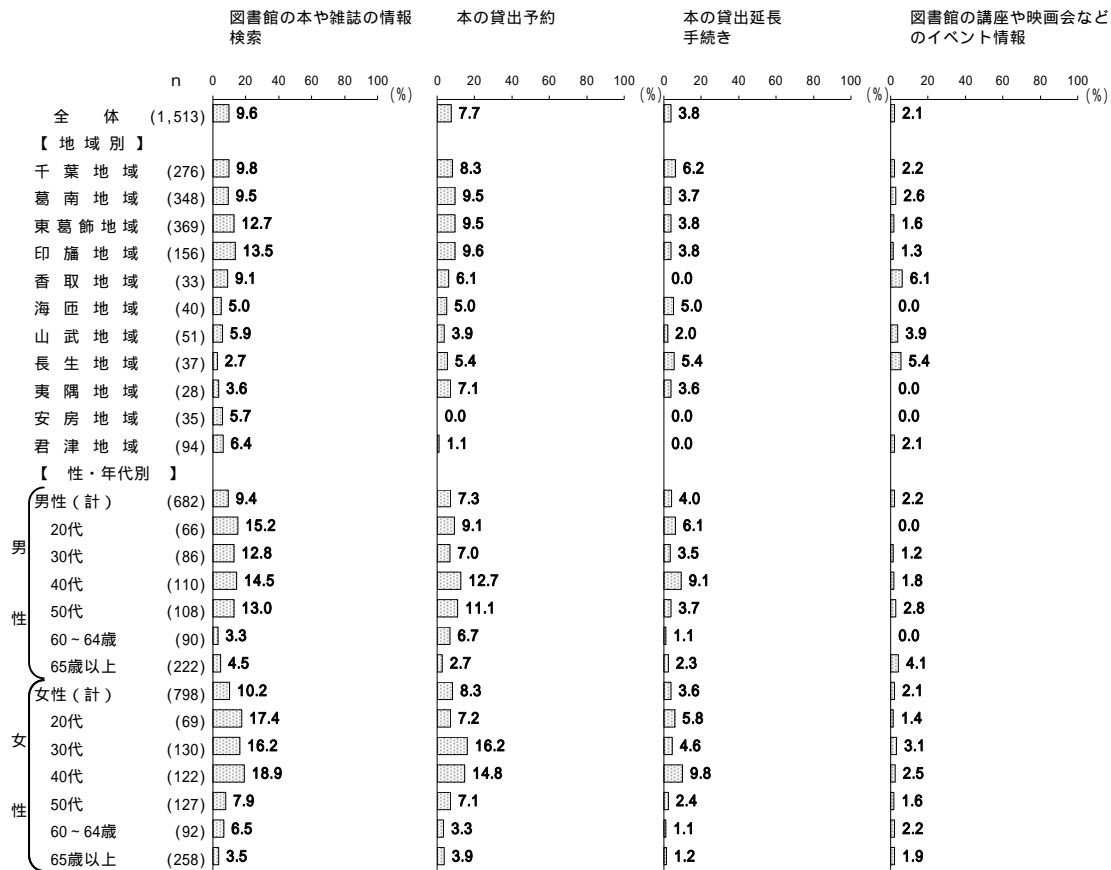 図書館の本や雑誌の情報 本の貸出予約 本の貸出延長 図書館の講座や映画会など
検索 手続き のイベント情報
n 0 20 40 60 80 100 0 20 40 60 80 100 0 20 40 60 80 100 0 20 40 60 80 100
(%) (%) (%) (%)
全 体 (1,513) 9.6 7.7 3.8 2.1
【 地 域 別 】
千 葉 地 域 (276) 9.8 8.3 6.2 2.2
葛 南 地 域 (348) 9.5 9.5 3.7 2.6
東 葛 飾 地 域 (369) 12.7 9.5 3.8 1.6
印 旛 地 域 (156) 13.5 9.6 3.8 1.3
香 取 地 域 (33) 9.1 6.1 0.0 6.1
海 匝 地 域 (40) 5.0 5.0 5.0 0.0
山 武 地 域 (51) 5.9 3.9 2.0 3.9
長 生 地 域 (37) 2.7 5.4 5.4 5.4
夷 隅 地 域 (28) 3.6 7.1 3.6 0.0
安 房 地 域 (35) 5.7 0.0 0.0 0.0
君 津 地 域 (94) 6.4 1.1 0.0 2.1
【 性・年代別 】
男性(計) (682) 9.4 7.3 4.0 2.2
20代 (66) 15.2 9.1 6.1 0.0
男 30代 (86) 12.8 7.0 3.5 1.2
40代 (110) 14.5 12.7 9.1 1.8
性 50代 (108) 13.0 11.1 3.7 2.8
60~64歳 (90) 3.3 6.7 1.1 0.0
65歳以上 (222) 4.5 2.7 2.3 4.1
女性(計) (798) 10.2 8.3 3.6 2.1
20代 (69) 17.4 7.2 5.8 1.4
女 30代 (130) 16.2 16.2 4.6 3.1
40代 (122) 18.9 14.8 9.8 2.5
性 50代 (127) 7.9 7.1 2.4 1.6
60~64歳 (92) 6.5 3.3 1.1 2.2
65歳以上 (258) 3.5 3.9 1.2 1.9